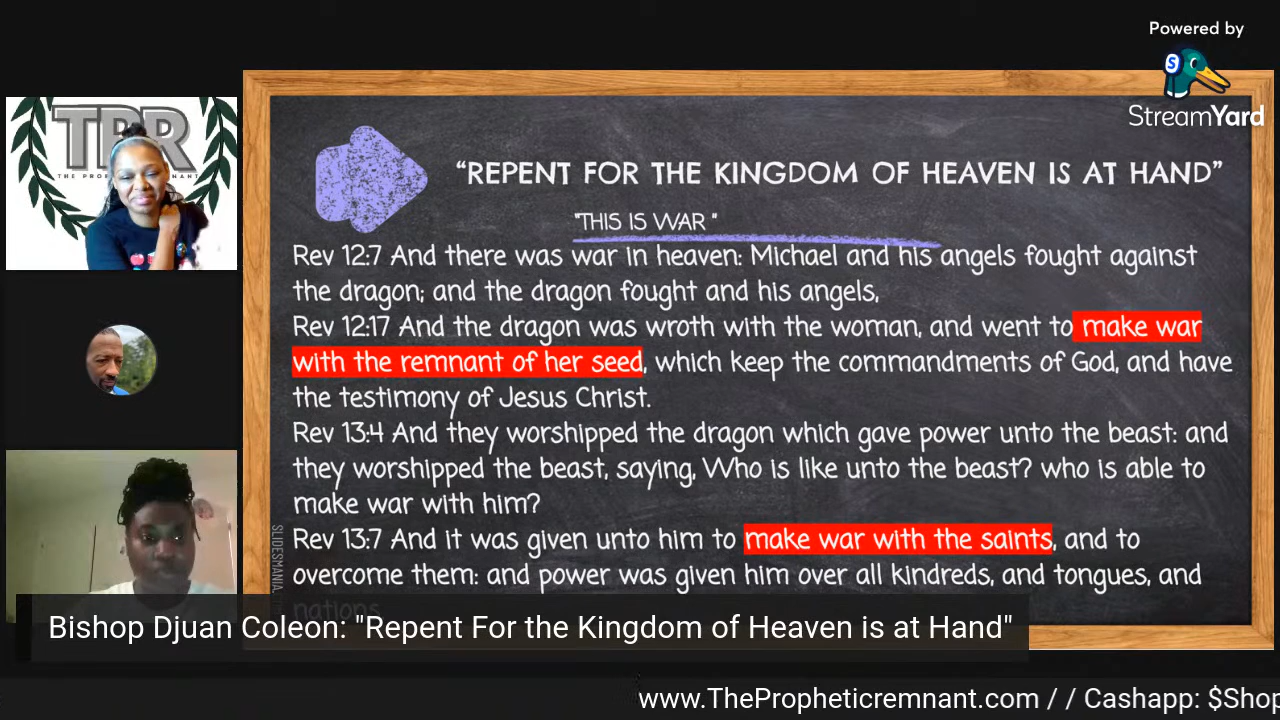 Powered by
StreamYard
TPR
"REPENT FOR THE KINGDOM OF HEAVEN IS AT HAND"
"THIS IS WAR "
Rev 12:7 And there was war in heaven: Michael and his angels fought against
the dragon; and the dragon fought and his angels,
Rev 12:17 And the dragon was wroth with the woman, and went to make war
with the remnant of her seed, which keep the commandments of God, and have
the testimony of Jesus Christ.
Rev 13:4 And they worshipped the dragon which gave power unto the beast: and
they worshipped the beast, saying, Who is like unto the beast? who is able to
make war with him?
Rev 13:7 And it was given unto him to make war with the saints, and to
overcome them: and power was given him over all kindreds, and tongues, and
nations
SLIDESMANIA.
Bishop Djuan Coleon: "Repent For the Kingdom of Heaven is at Hand"
www.ThePropheticremnant.com / / Cashapp: $Shop